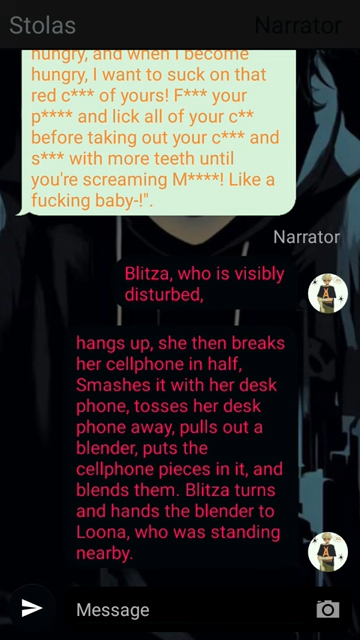 Stolas
Narrator
hungry, and when I become
hungry, I want to suck on that
red c*** of yours! F*** your
p**** and lick all of your c**
before taking out your c*** and
s*** with more teeth until
you're screaming M****! Like a
fucking baby-!".
Narrator
Blitza, who is visibly
disturbed,
hangs up, she then breaks
her cellphone in half,
Smashes it with her desk
phone, tosses her desk
phone away, pulls out a
blender, puts the
cellphone pieces in it, and
blends them. Blitza turns
and hands the blender to
Loona, who was standing
nearby.
Message